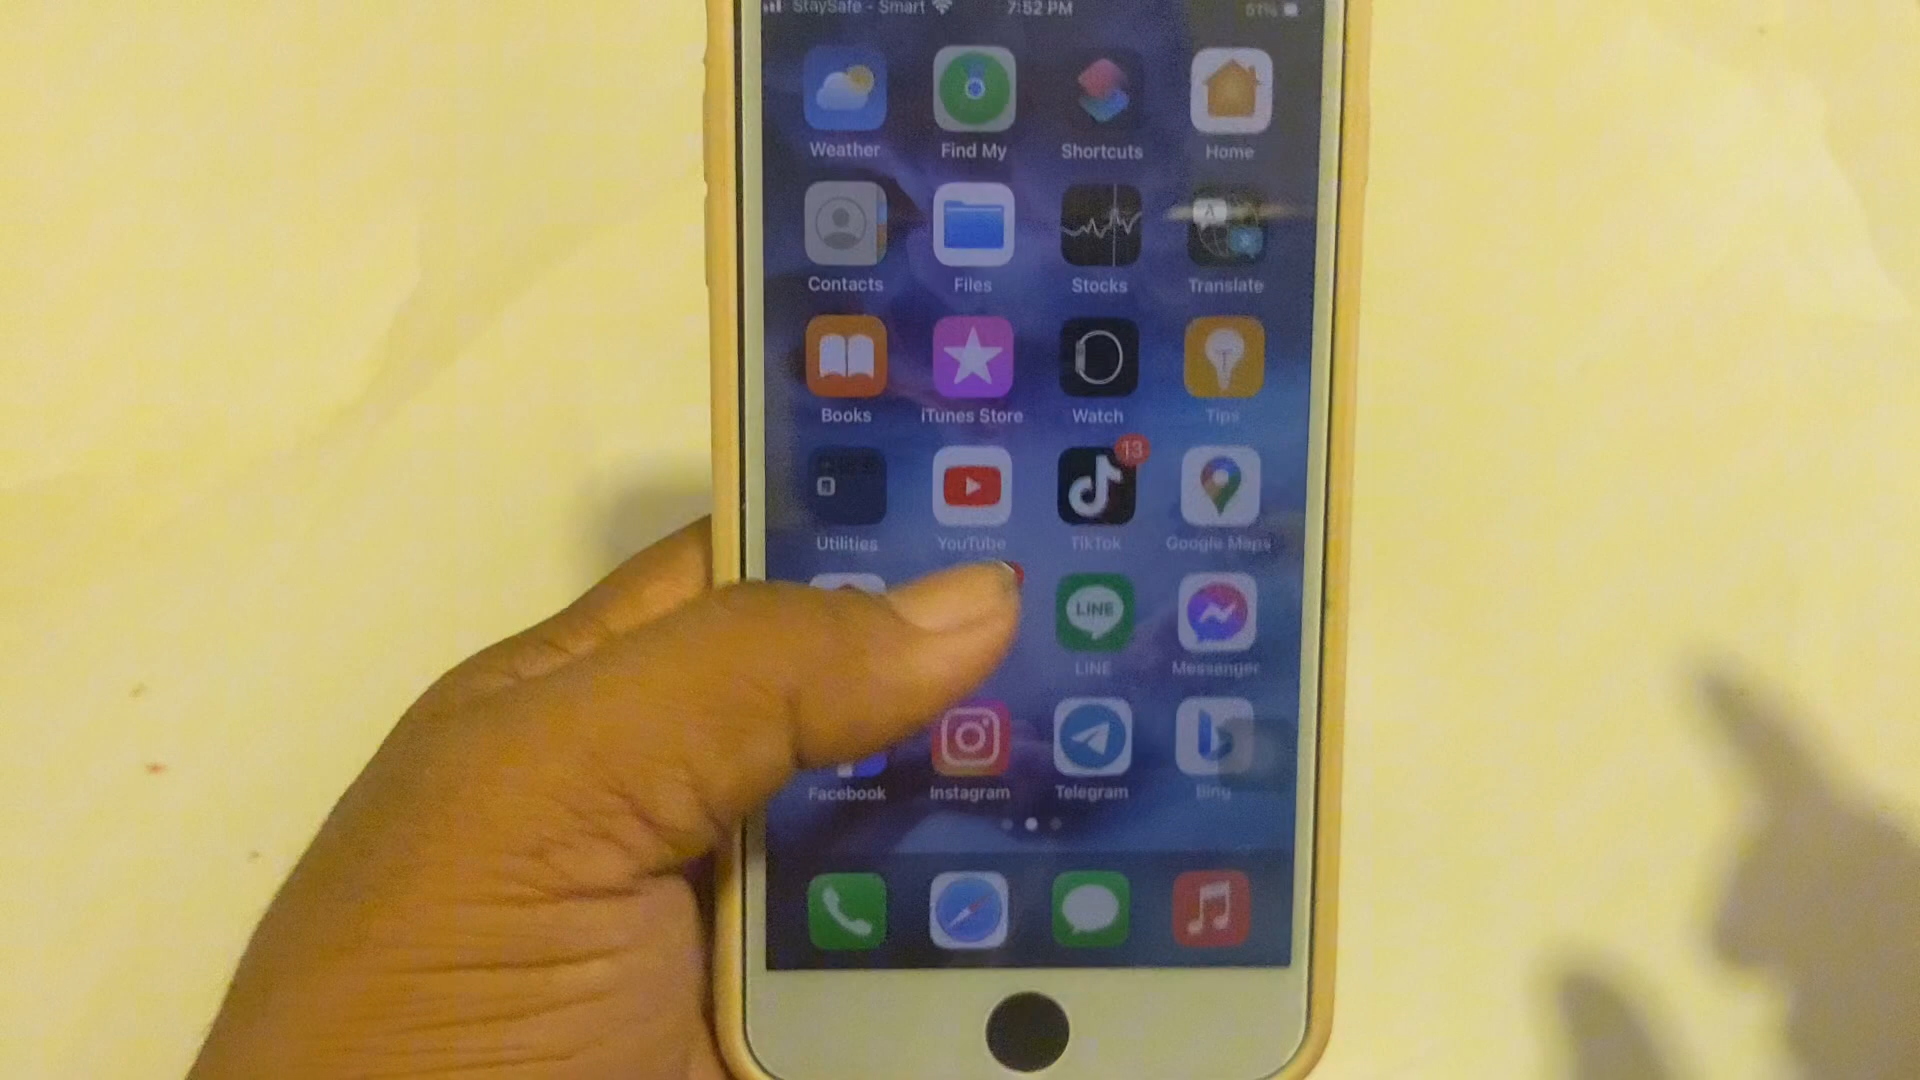 StaySafe - Smart 7:52 PM 51%
Weather Find My Shortcuts Home
Contacts Files Stocks Translate
Books iTunes Store Watch Tips
13
Utilities YouTube TikTok Google Maps
LINE
LINE Messenger
Facebook Instagram Telegram Bing